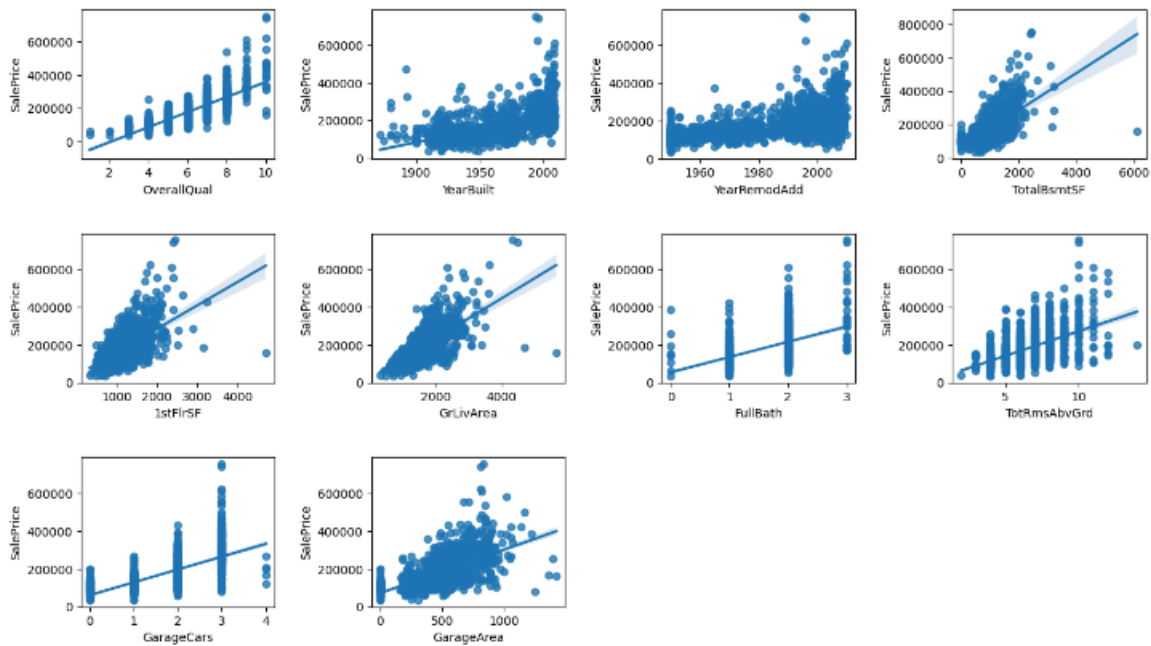 SalePrice
600000
400000
200000
0
2 4 6 8 10
OverallQual
SalePrice
800000
600000
400000
200000
0
1900 1950 2000
YearBuilt
SalePrice
800000
600000
400000
200000
0
1960 1980 2000
YearRemodAdd
SalePrice
800000
600000
400000
200000
0
0 2000 4000 6000
TotalBsmtSF
SalePrice
600000
400000
200000
0
1000 2000 3000 4000
1stFlrSF
SalePrice
600000
400000
200000
0
2000 4000
GrLivArea
SalePrice
600000
400000
200000
0
0 1 2 3
FullBath
SalePrice
600000
400000
200000
0
5 10
TotRmsAbvGrd
SalePrice
600000
400000
200000
0
0 1 2 3 4
GarageCars
SalePrice
600000
400000
200000
0
0 500 1000
GarageArea